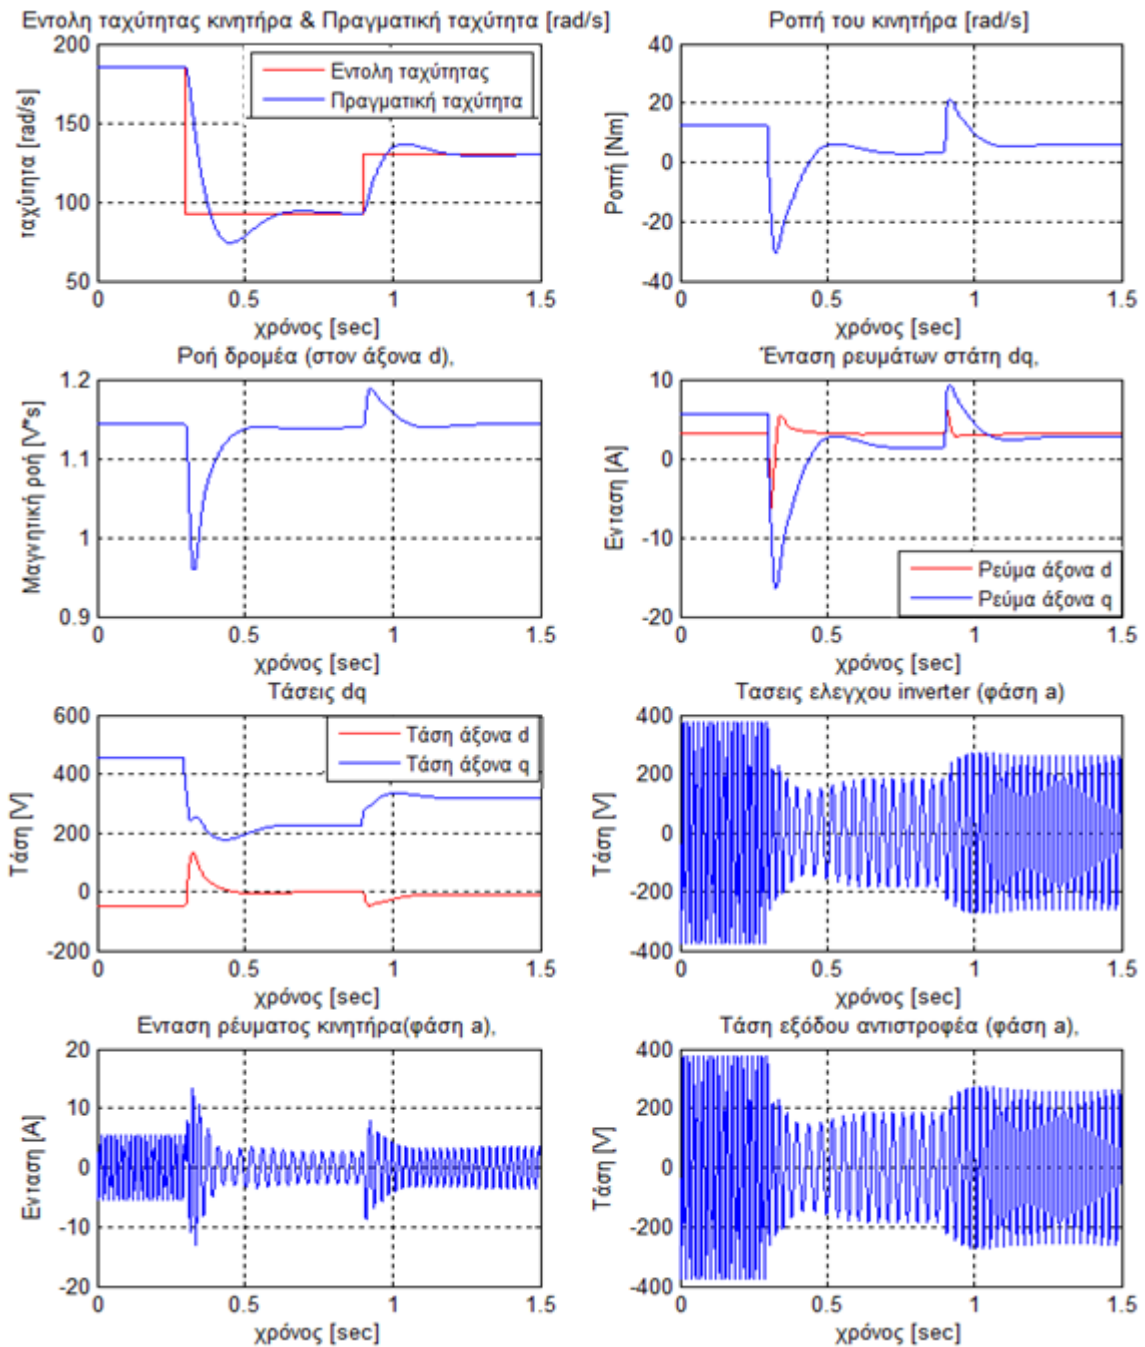 Εντολη ταχύτητας κινητήρα & Πραγματική ταχύτητα [rad/s]
200
150
100
50
ταχύτητα [rad/s]
Εντολη ταχύτητας
Πραγματική ταχύτητα
0
0.5
1
1.5
χρόνος [sec]
Ροπή του κινητήρα [rad/s]
40
20
0
-20
-40
Ροπή [Nm]
0
0.5
1
1.5
χρόνος [sec]
Ροή δρομέα (στον άξονα d),
1.2
1.1
1
0.9
Μαγνητική ροή [V*s]
0
0.5
1
1.5
χρόνος [sec]
Ένταση ρευμάτων στάτη dq,
10
0
-10
-20
Ενταση [A]
Ρεύμα άξονα d
Ρεύμα άξονα q
0
0.5
1
1.5
χρόνος [sec]
Τάσεις dq
600
400
200
0
-200
Τάση [V]
Τάση άξονα d
Τάση άξονα q
0
0.5
1
1.5
χρόνος [sec]
Τασεις ελεγχου inverter (φάση a)
400
200
0
-200
-400
Τάση [V]
0
0.5
1
1.5
χρόνος [sec]
Ενταση ρέυματος κινητήρα(φάση a),
20
10
0
-10
-20
Ενταση [A]
0
0.5
1
1.5
χρόνος [sec]
Τάση εξόδου αντιστροφέα (φάση a),
400
200
0
-200
-400
Τάση [V]
0
0.5
1
1.5
χρόνος [sec]